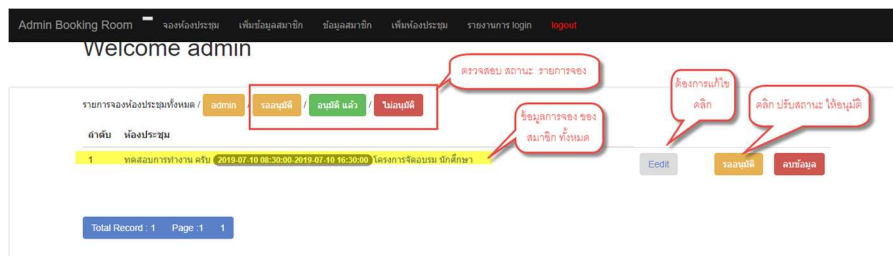 Admin Booking Room จองห้องประชุม เพิ่มข้อมูลสมาชิก ข้อมูลสมาชิก เพิ่มห้องประชุม รายงานการ login logout
Welcome admin
ตรวจสอบ สถานะ รายการจอง
ต้องการแก้ไข
คลิก
คลิก ปรับสถานะ ให้อนุมัติ
รายการจองห้องประชุมทั้งหมด / admin / รออนุมัติ / อนุมัติ แล้ว / ไม่อนุมัติ
ข้อมูลการจอง ของ
สมาชิก ทั้งหมด
ลำดับ ห้องประชุม
1 ทดสอบการทำงาน ครับ 2019-07-10 08:30:00-2019-07-10 16:30:00 โครงการจัดอบรม นักศึกษา Eedit รออนุมัติ ลบข้อมูล
Total Record : 1 Page :1 1